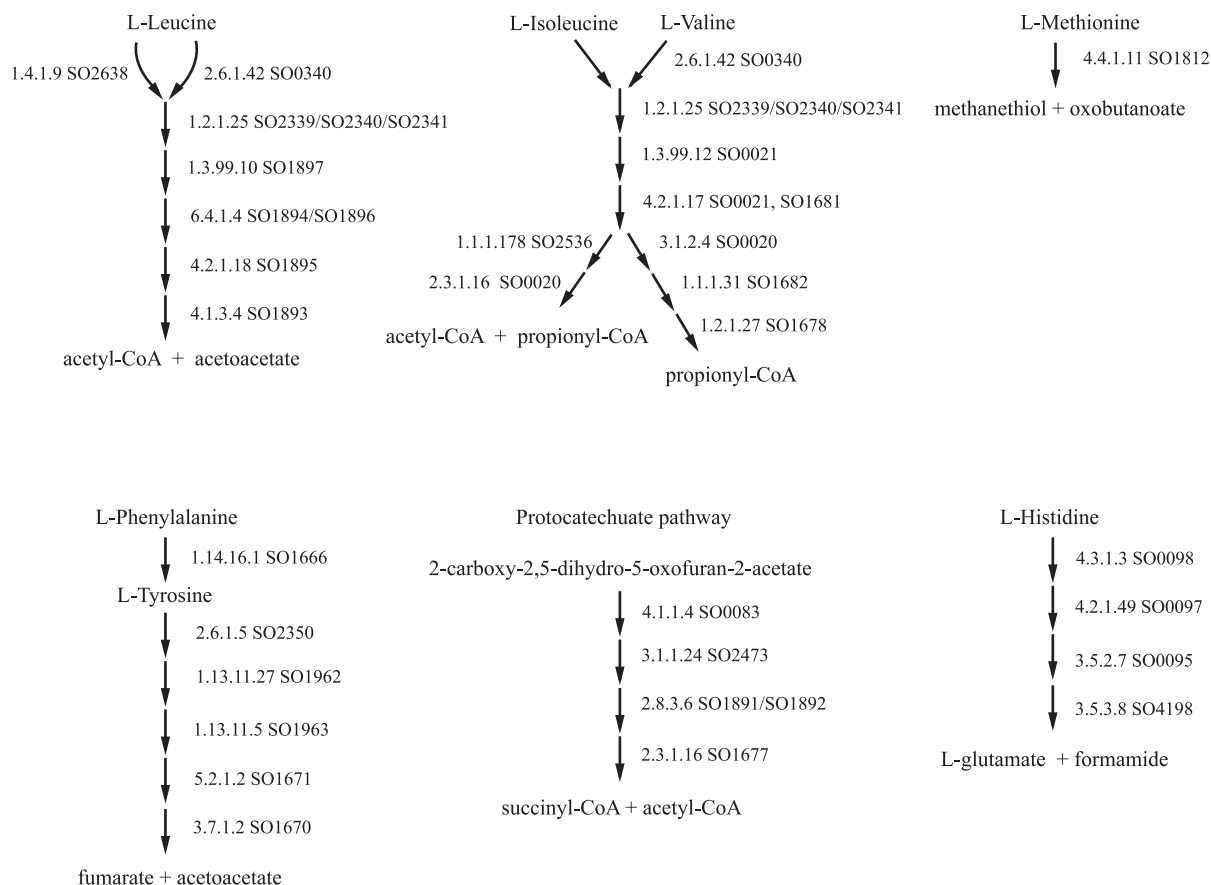 L-Leucine
1.4.1.9 SO2638
2.6.1.42 SO0340
1.2.1.25 SO2339/SO2340/SO2341
1.3.99.10 SO1897
6.4.1.4 SO1894/SO1896
4.2.1.18 SO1895
4.1.3.4 SO1893
acetyl-CoA + acetoacetate
L-Isoleucine
L-Valine
2.6.1.42 SO0340
1.2.1.25 SO2339/SO2340/SO2341
1.3.99.12 SO0021
4.2.1.17 SO0021, SO1681
1.1.1.178 SO2536
2.3.1.16 SO0020
acetyl-CoA + propionyl-CoA
3.1.2.4 SO0020
1.1.1.31 SO1682
1.2.1.27 SO1678
propionyl-CoA
L-Methionine
4.4.1.11 SO1812
methanethiol + oxobutanoate
L-Phenylalanine
1.14.16.1 SO1666
L-Tyrosine
2.6.1.5 SO2350
1.13.11.27 SO1962
1.13.11.5 SO1963
5.2.1.2 SO1671
3.7.1.2 SO1670
fumarate + acetoacetate
Protocatechuate pathway
2-carboxy-2,5-dihydro-5-oxofuran-2-acetate
4.1.1.4 SO0083
3.1.1.24 SO2473
2.8.3.6 SO1891/SO1892
2.3.1.16 SO1677
succinyl-CoA + acetyl-CoA
L-Histidine
4.3.1.3 SO0098
4.2.1.49 SO0097
3.5.2.7 SO0095
3.5.3.8 SO4198
L-glutamate + formamide